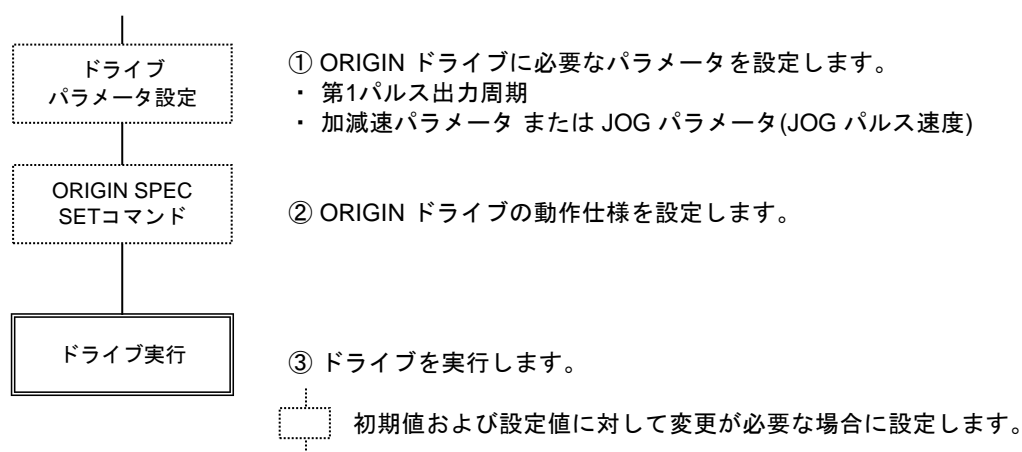 ドライブ
パラメータ設定
① ORIGIN ドライブに必要なパラメータを設定します。
・ 第1パルス出力周期
・ 加減速パラメータ または JOG パラメータ(JOG パルス速度)
ORIGIN SPEC
SETコマンド
② ORIGIN ドライブの動作仕様を設定します。
ドライブ実行
③ ドライブを実行します。
初期値および設定値に対して変更が必要な場合に設定します。